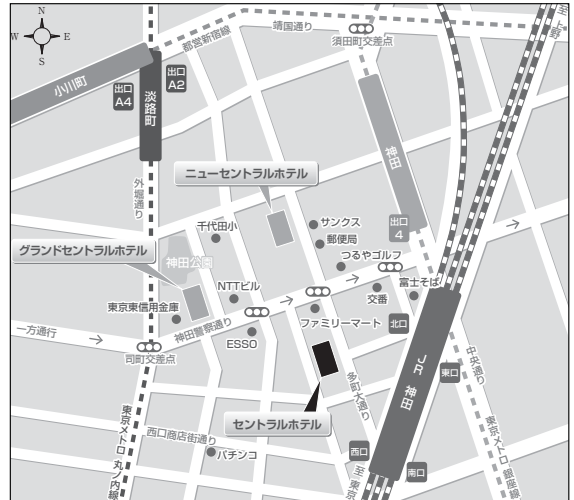 N
W
E
S
至 上野
靖国通り
都営新宿線
須田町交差点
小川町
出口
A4
出口
A2
淡路町
神田
外堀通り
ニューセントラルホテル
千代田小
サンクス
郵便局
出口
4
グランドセントラルホテル
神田公園
つるやゴルフ
NTTビル
交番
富士そば
東京東信用金庫
神田警察通り
ファミリーマート
北口
一方通行
ESSO
司町交差点
JR 神田
東口
中央通り
多町大通り
セントラルホテル
東京メトロ 丸ノ内線
西口商店街通り
パチンコ
西口
南口
至 東京
東京メトロ 銀座線